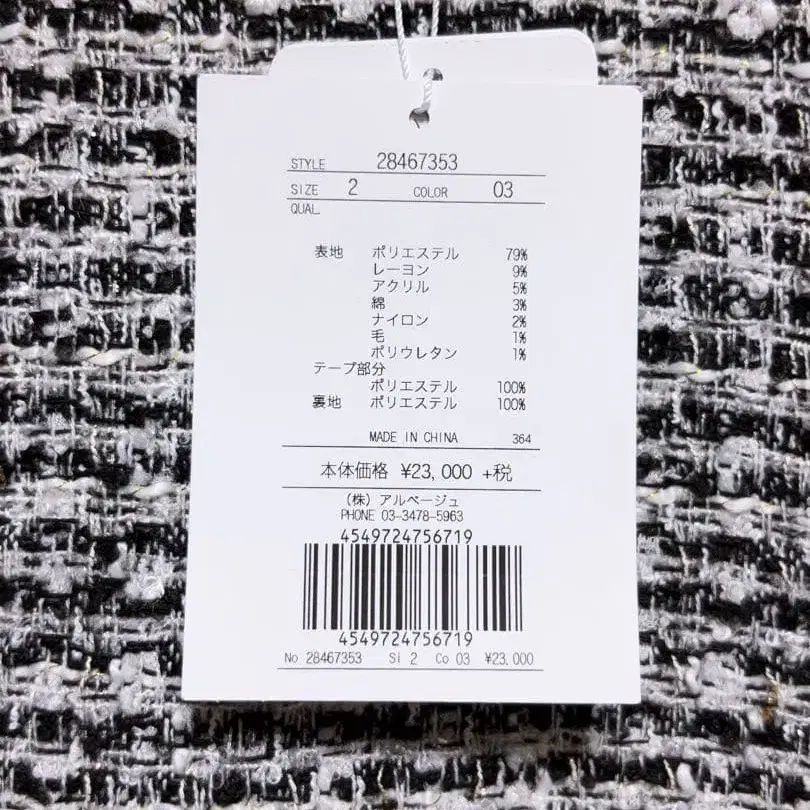 STYLE 28467353
SIZE 2 COLOR 03
QUAL
表地 ポリエステル 79%
レーヨン 9%
アクリル 5%
綿 3%
ナイロン 2%
毛 1%
ポリウレタン 1%
テープ部分
ポリエステル 100%
裏地 ポリエステル 100%
MADE IN CHINA 364
本体価格 ¥23,000 +税
(株) アルページュ
PHONE 03-3478-5963
4549724756719
4549724756719
No 28467353 Si 2 Co 03 ¥23,000